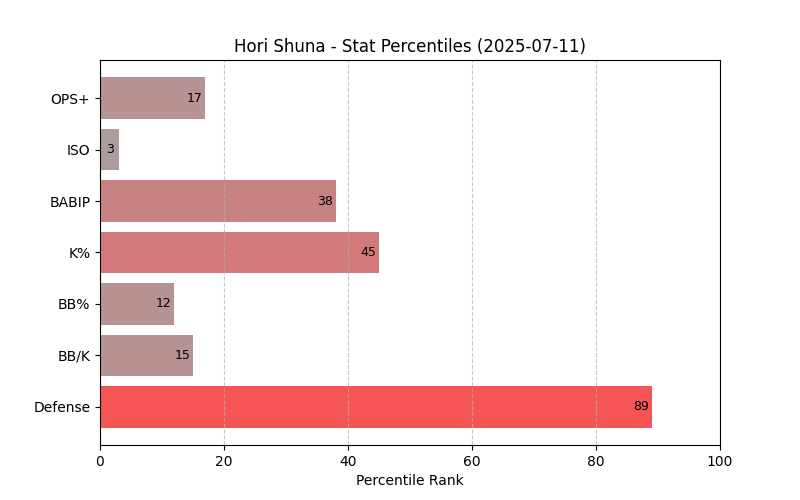 Hori Shuna - Stat Percentiles (2025-07-11)
OPS+ 17
ISO 3
BABIP 38
K% 45
BB% 12
BB/K 15
Defense 89
0 20 40 60 80 100
Percentile Rank